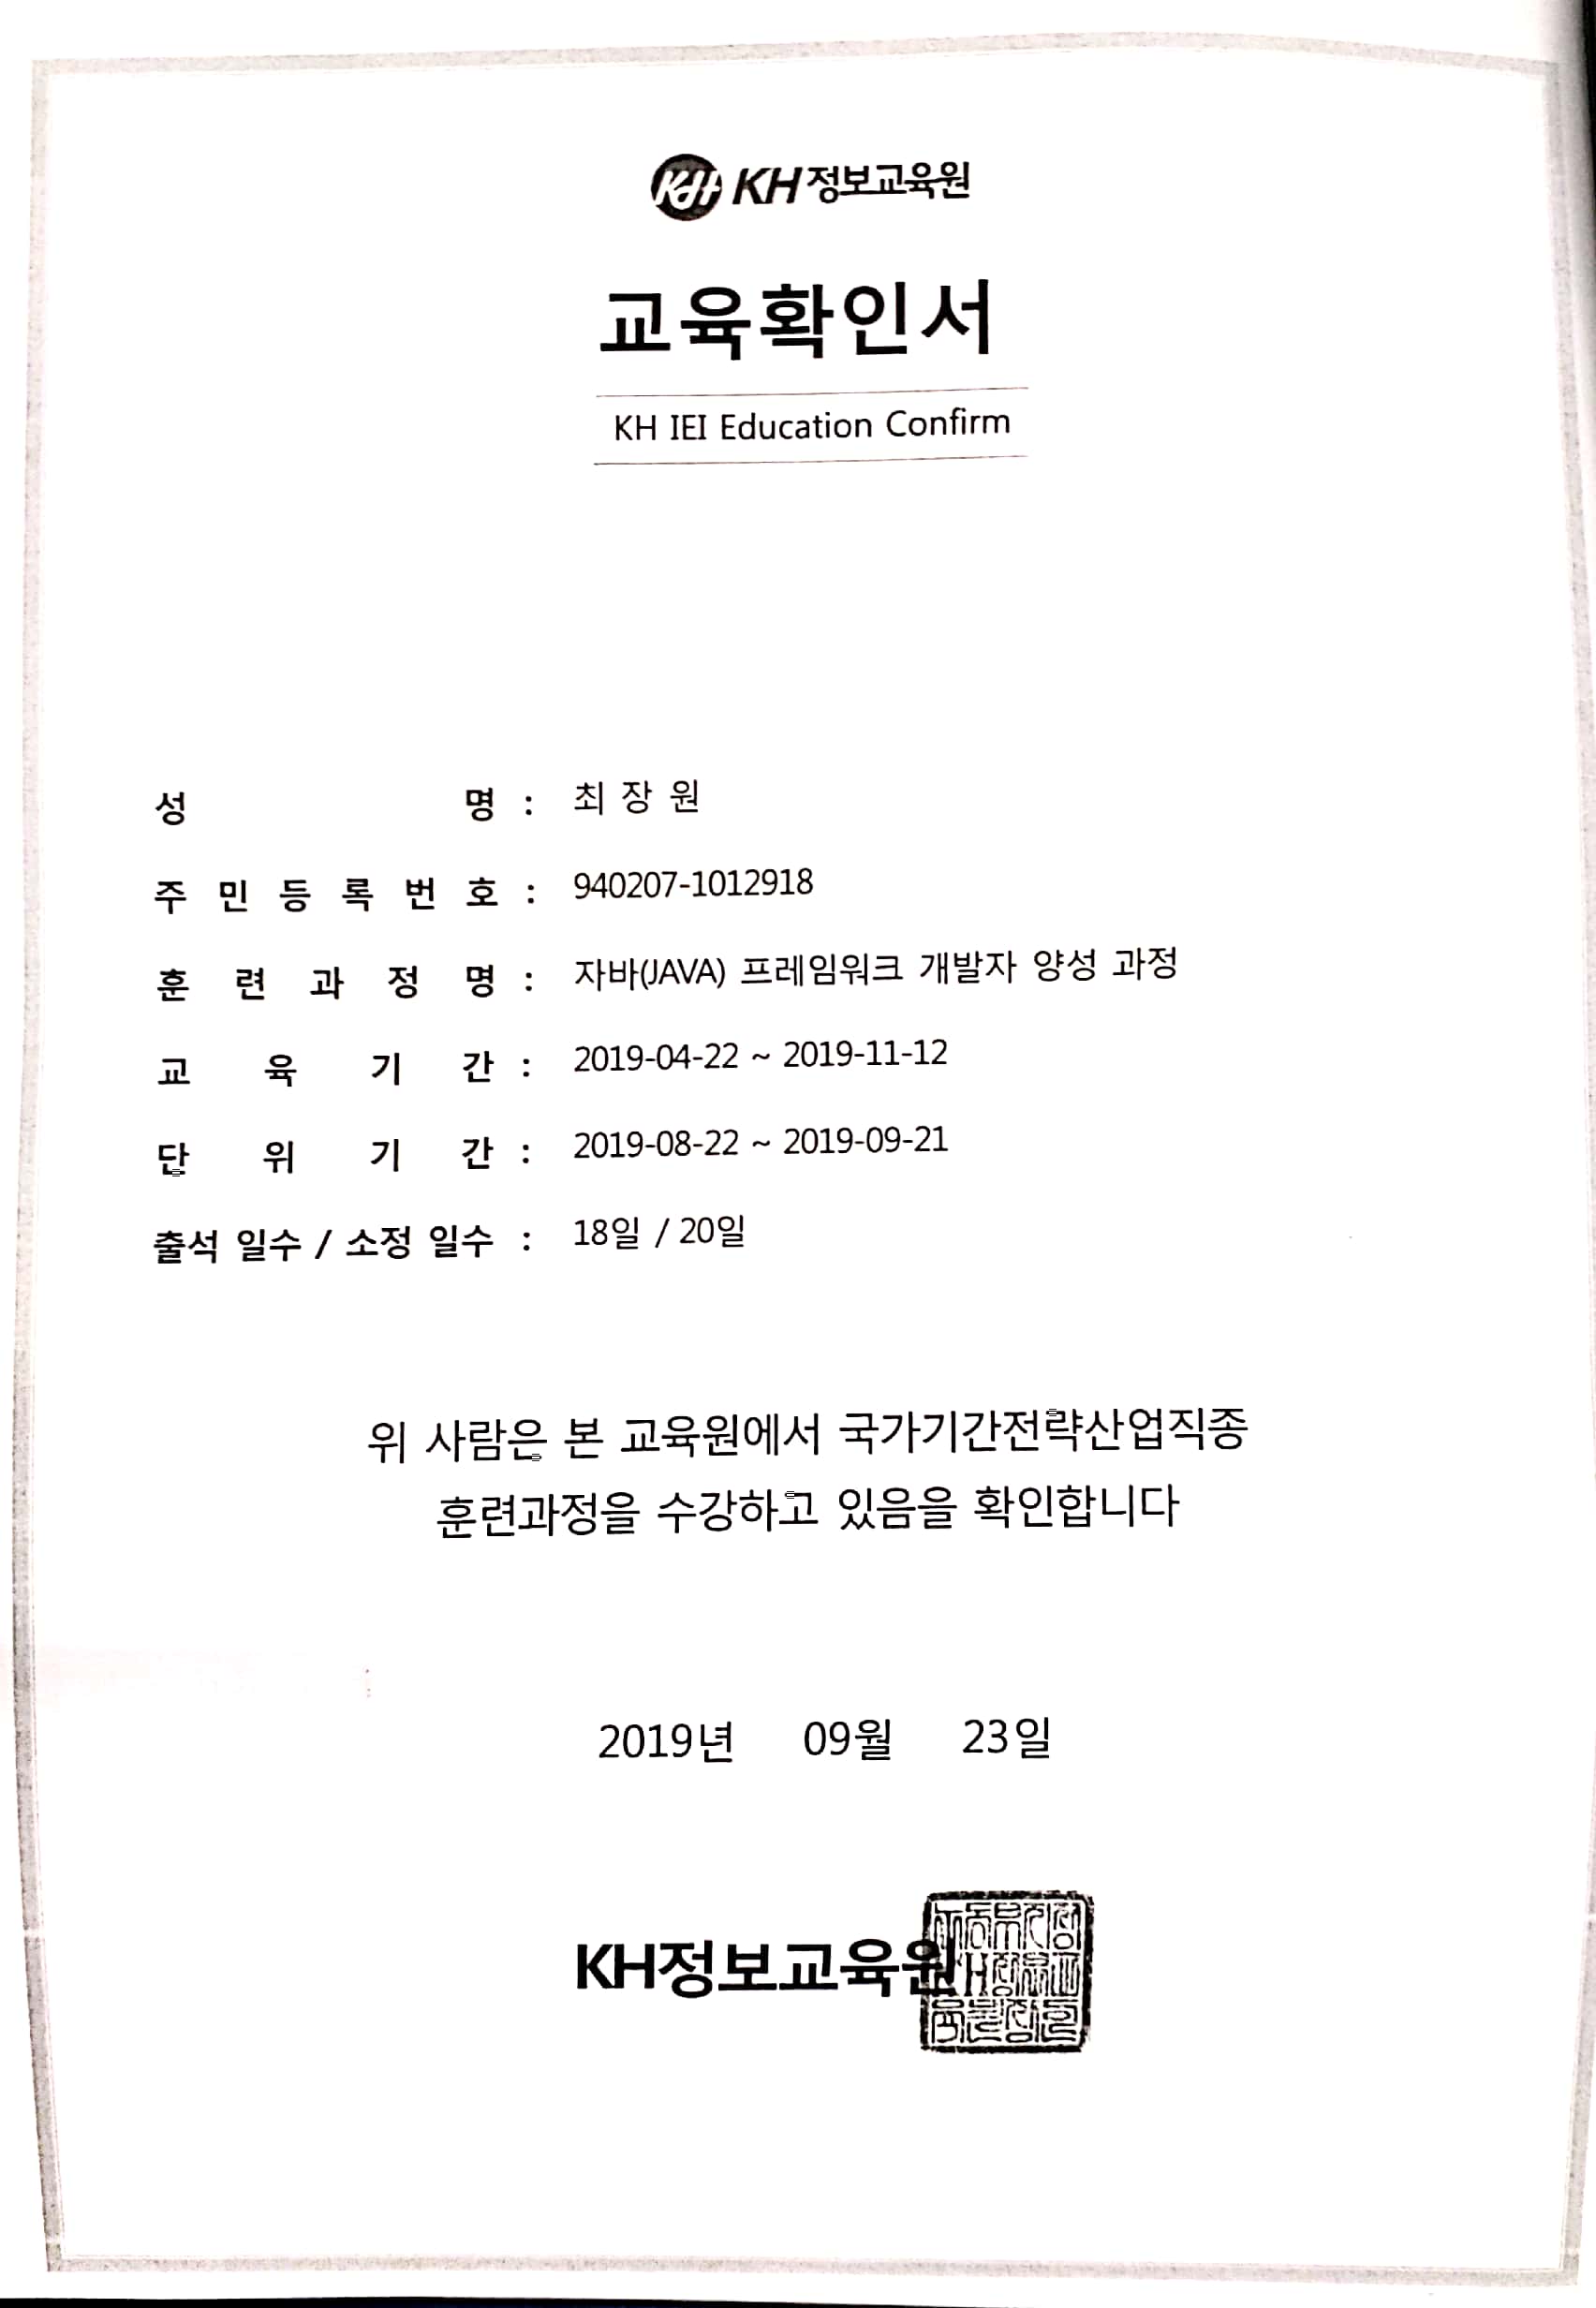 KH KH정보교육원
교육확인서
KH IEI Education Confirm
성 명 : 최 장 원
주 민 등 록 번 호 : 940207-1012918
훈 련 과 정 명 : 자바(JAVA) 프레임워크 개발자 양성 과정
교 육 기 간 : 2019-04-22 ~ 2019-11-12
단 위 기 간 : 2019-08-22 ~ 2019-09-21
출석 일수 / 소정 일수 : 18일 / 20일
위 사람은 본 교육원에서 국가기간전략산업직종
훈련과정을 수강하고 있음을 확인합니다
2019년 09월 23일
KH정보교육원